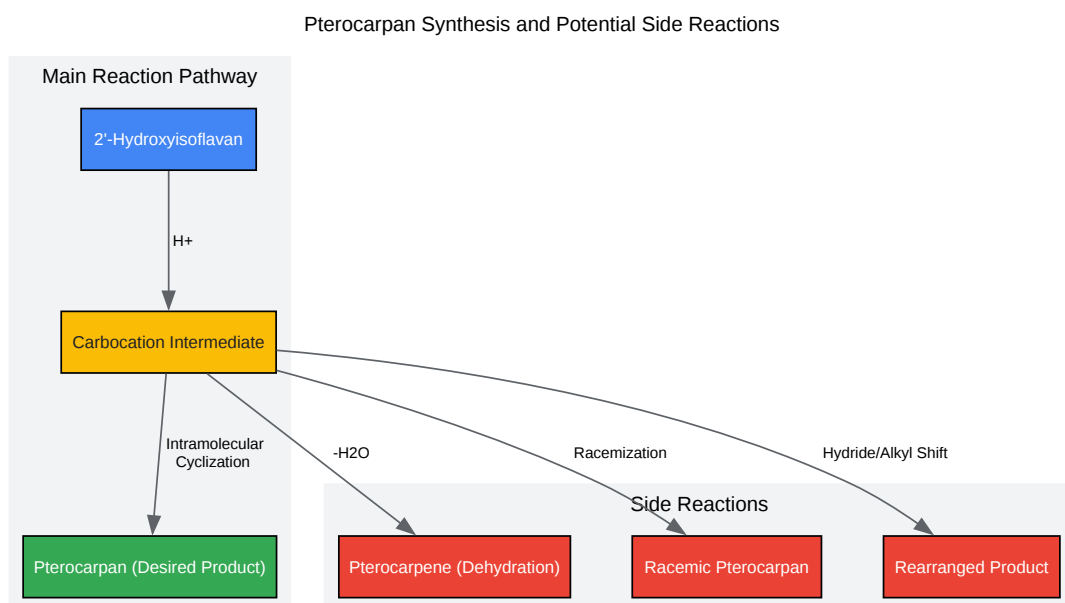 Pterocarpan Synthesis and Potential Side Reactions
Main Reaction Pathway
2'-Hydroxyisoflavan
H+
Carbocation Intermediate
Intramolecular
Cyclization
-H2O
Racemization
Hydride/Alkyl Shift
Side Reactions
Pterocarpan (Desired Product)
Pterocarpene (Dehydration)
Racemic Pterocarpan
Rearranged Product